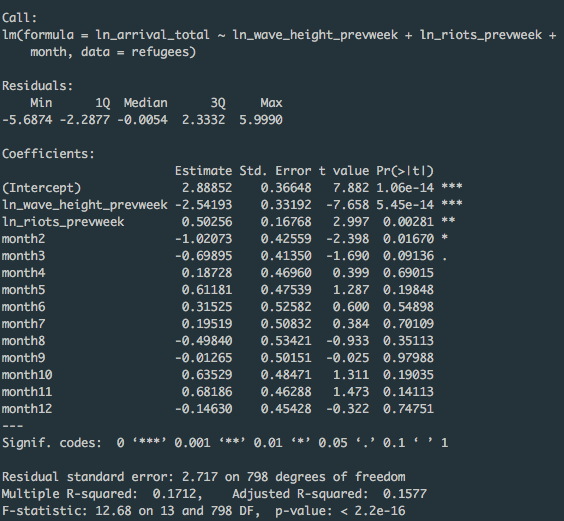 Call:
lm(formula = ln_arrival_total ~ ln_wave_height_prevweek + ln_riots_prevweek +
    month, data = refugees)

Residuals:
    Min      1Q  Median      3Q     Max
-5.6874 -2.2877 -0.0054  2.3332  5.9990

Coefficients:
                        Estimate Std. Error t value Pr(>|t|)
(Intercept)              2.88852    0.36648   7.882 1.06e-14 ***
ln_wave_height_prevweek -2.54193    0.33192  -7.658 5.45e-14 ***
ln_riots_prevweek        0.50256    0.16768   2.997  0.00281 **
month2                  -1.02073    0.42559  -2.398  0.01670 *
month3                  -0.69895    0.41350  -1.690  0.09136 .
month4                   0.18728    0.46960   0.399  0.69015
month5                   0.61181    0.47539   1.287  0.19848
month6                   0.31525    0.52582   0.600  0.54898
month7                   0.19519    0.50832   0.384  0.70109
month8                  -0.49840    0.53421  -0.933  0.35113
month9                  -0.01265    0.50151  -0.025  0.97988
month10                  0.63529    0.48471   1.311  0.19035
month11                  0.68186    0.46288   1.473  0.14113
month12                 -0.14630    0.45428  -0.322  0.74751
---
Signif. codes:  0 ‘***’ 0.001 ‘**’ 0.01 ‘*’ 0.05 ‘.’ 0.1 ‘ ’ 1

Residual standard error: 2.717 on 798 degrees of freedom
Multiple R-squared:  0.1712,    Adjusted R-squared:  0.1577
F-statistic: 12.68 on 13 and 798 DF,  p-value: < 2.2e-16